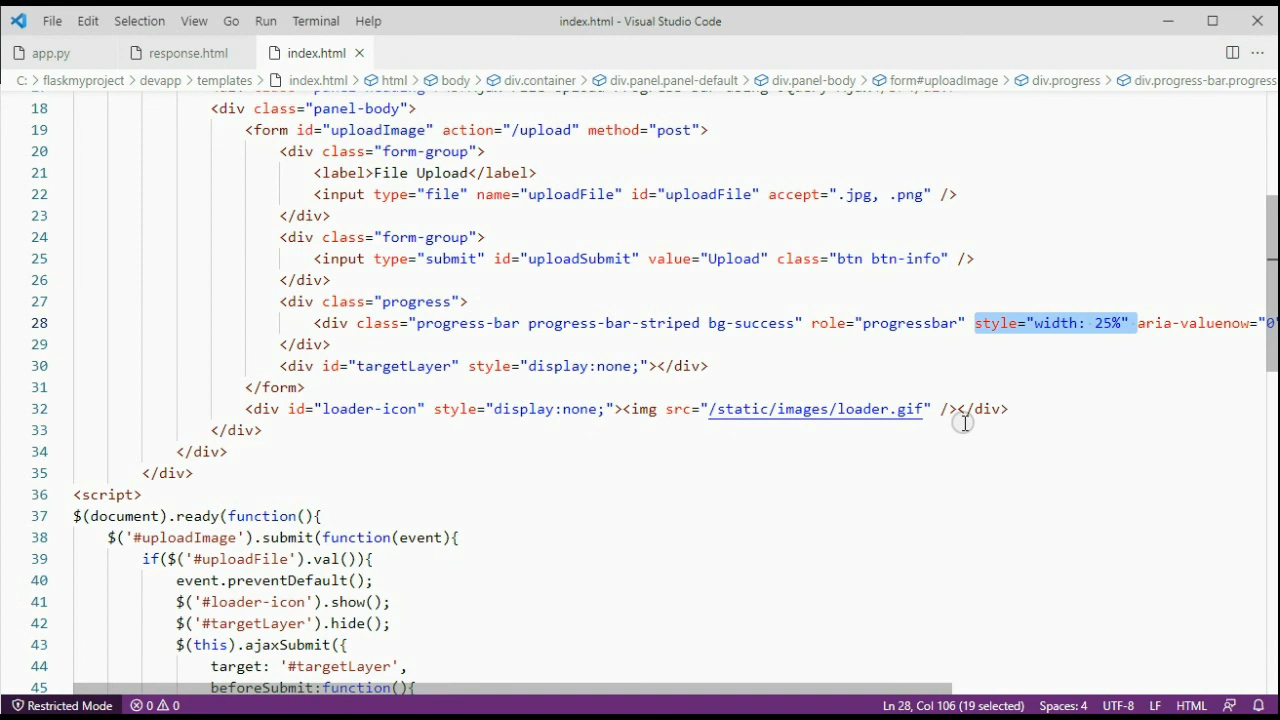 File Edit Selection View Go Run Terminal Help index.html - Visual Studio Code
app.py response.html index.html
C: > flaskmyproject > devapp > templates > index.html > html > body > div.container > div.panel.panel-default > div.panel-body > form#uploadImage > div.progress > div.progress-bar.progress
18 <div class="panel-body">
19 <form id="uploadImage" action="/upload" method="post">
20 <div class="form-group">
21 <label>File Upload</label>
22 <input type="file" name="uploadFile" id="uploadFile" accept=".jpg, .png" />
23 </div>
24 <div class="form-group">
25 <input type="submit" id="uploadSubmit" value="Upload" class="btn btn-info" />
26 </div>
27 <div class="progress">
28 <div class="progress-bar progress-bar-striped bg-success" role="progressbar" style="width: 25%" aria-valuenow="0"
29 </div>
30 <div id="targetLayer" style="display:none;"></div>
31 </form>
32 <div id="loader-icon" style="display:none;"><img src="/static/images/loader.gif" /></div>
33 </div>
34 </div>
35 </div>
36 <script>
37 $(document).ready(function(){
38 $('#uploadImage').submit(function(event){
39 if($('#uploadFile').val()){
40 event.preventDefault();
41 $('#loader-icon').show();
42 $('#targetLayer').hide();
43 $(this).ajaxSubmit({
44 target: '#targetLayer',
45 beforeSubmit:function(){
Restricted Mode 0 0 Ln 28, Col 106 (19 selected) Spaces: 4 UTF-8 LF HTML